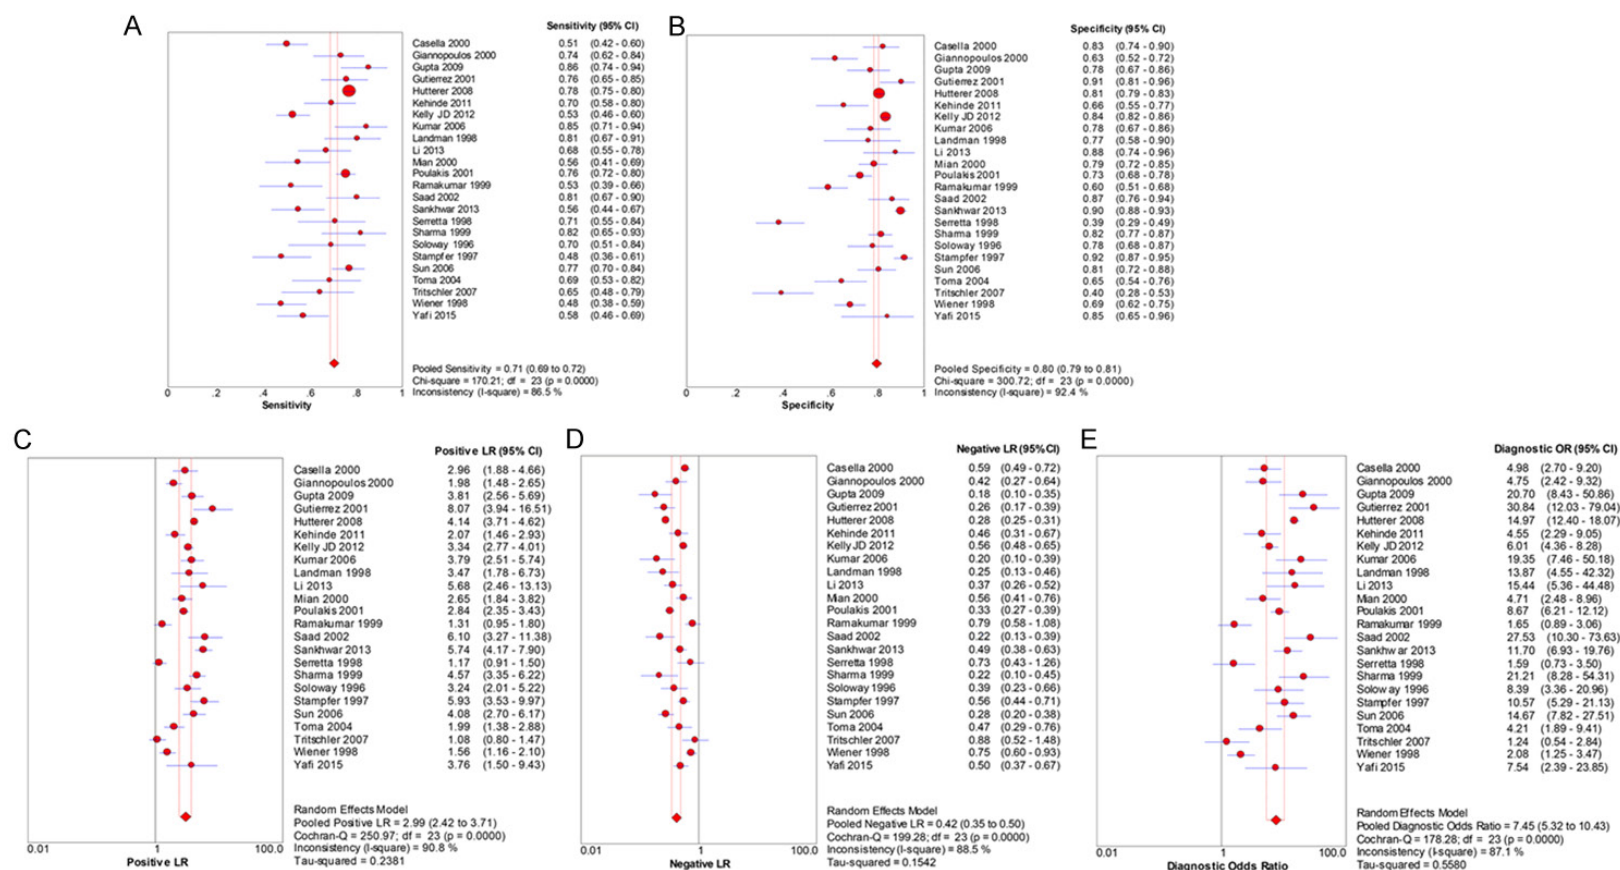 A
Sensitivity (95% CI)
Casella 2000 0.51 (0.42 - 0.60)
Giannopoulos 2000 0.74 (0.62 - 0.84)
Gupta 2009 0.86 (0.74 - 0.94)
Gutierrez 2001 0.76 (0.65 - 0.85)
Hutterer 2008 0.78 (0.75 - 0.80)
Kehinde 2011 0.70 (0.58 - 0.80)
Kelly JD 2012 0.53 (0.46 - 0.60)
Kumar 2006 0.85 (0.71 - 0.94)
Landman 1998 0.81 (0.67 - 0.91)
Li 2013 0.68 (0.55 - 0.78)
Mian 2000 0.56 (0.41 - 0.69)
Poulakis 2001 0.76 (0.72 - 0.80)
Ramakumar 1999 0.53 (0.39 - 0.66)
Saad 2002 0.81 (0.67 - 0.90)
Sankhwar 2013 0.56 (0.44 - 0.67)
Serretta 1998 0.71 (0.55 - 0.84)
Sharma 1999 0.82 (0.65 - 0.93)
Soloway 1996 0.70 (0.51 - 0.84)
Stampfer 1997 0.48 (0.36 - 0.61)
Sun 2006 0.77 (0.70 - 0.84)
Toma 2004 0.69 (0.53 - 0.82)
Tritschler 2007 0.65 (0.48 - 0.79)
Wiener 1998 0.48 (0.38 - 0.59)
Yafi 2015 0.58 (0.46 - 0.69)
Pooled Sensitivity = 0.71 (0.69 to 0.72)
Chi-square = 170.21; df = 23 (p = 0.0000)
Inconsistency (I-square) = 86.5 %
0 .2 .4 .6 .8 1
Sensitivity
B
Specificity (95% CI)
Casella 2000 0.83 (0.74 - 0.90)
Giannopoulos 2000 0.63 (0.52 - 0.72)
Gupta 2009 0.78 (0.67 - 0.86)
Gutierrez 2001 0.91 (0.81 - 0.96)
Hutterer 2008 0.81 (0.79 - 0.83)
Kehinde 2011 0.66 (0.55 - 0.77)
Kelly JD 2012 0.84 (0.82 - 0.86)
Kumar 2006 0.78 (0.67 - 0.86)
Landman 1998 0.77 (0.58 - 0.90)
Li 2013 0.88 (0.74 - 0.96)
Mian 2000 0.79 (0.72 - 0.85)
Poulakis 2001 0.73 (0.68 - 0.78)
Ramakumar 1999 0.60 (0.51 - 0.68)
Saad 2002 0.87 (0.76 - 0.94)
Sankhwar 2013 0.90 (0.88 - 0.93)
Serretta 1998 0.39 (0.29 - 0.49)
Sharma 1999 0.82 (0.77 - 0.87)
Soloway 1996 0.78 (0.68 - 0.87)
Stampfer 1997 0.92 (0.87 - 0.95)
Sun 2006 0.81 (0.72 - 0.88)
Toma 2004 0.65 (0.54 - 0.76)
Tritschler 2007 0.40 (0.28 - 0.53)
Wiener 1998 0.69 (0.62 - 0.75)
Yafi 2015 0.85 (0.65 - 0.96)
Pooled Specificity = 0.80 (0.79 to 0.81)
Chi-square = 300.72; df = 23 (p = 0.0000)
Inconsistency (I-square) = 92.4 %
0 .2 .4 .6 .8 1
Specificity
C
Positive LR (95% CI)
Casella 2000 2.96 (1.88 - 4.66)
Giannopoulos 2000 1.98 (1.48 - 2.65)
Gupta 2009 3.81 (2.56 - 5.69)
Gutierrez 2001 8.07 (3.94 - 16.51)
Hutterer 2008 4.14 (3.71 - 4.62)
Kehinde 2011 2.07 (1.46 - 2.93)
Kelly JD 2012 3.34 (2.77 - 4.01)
Kumar 2006 3.79 (2.51 - 5.74)
Landman 1998 3.47 (1.78 - 6.73)
Li 2013 5.68 (2.46 - 13.13)
Mian 2000 2.65 (1.84 - 3.82)
Poulakis 2001 2.84 (2.35 - 3.43)
Ramakumar 1999 1.31 (0.95 - 1.80)
Saad 2002 6.10 (3.27 - 11.38)
Sankhwar 2013 5.74 (4.17 - 7.90)
Serretta 1998 1.17 (0.91 - 1.50)
Sharma 1999 4.57 (3.35 - 6.22)
Soloway 1996 3.24 (2.01 - 5.22)
Stampfer 1997 5.93 (3.53 - 9.97)
Sun 2006 4.08 (2.70 - 6.17)
Toma 2004 1.99 (1.38 - 2.88)
Tritschler 2007 1.08 (0.80 - 1.47)
Wiener 1998 1.56 (1.16 - 2.10)
Yafi 2015 3.76 (1.50 - 9.43)
Random Effects Model
Pooled Positive LR = 2.99 (2.42 to 3.71)
Cochran-Q = 250.97; df = 23 (p = 0.0000)
Inconsistency (I-square) = 90.8 %
Tau-squared = 0.2381
0.01 1 100.0
Positive LR
D
Negative LR (95% CI)
Casella 2000 0.59 (0.49 - 0.72)
Giannopoulos 2000 0.42 (0.27 - 0.64)
Gupta 2009 0.18 (0.10 - 0.35)
Gutierrez 2001 0.26 (0.17 - 0.39)
Hutterer 2008 0.28 (0.25 - 0.31)
Kehinde 2011 0.46 (0.31 - 0.67)
Kelly JD 2012 0.56 (0.48 - 0.65)
Kumar 2006 0.20 (0.10 - 0.39)
Landman 1998 0.25 (0.13 - 0.46)
Li 2013 0.37 (0.26 - 0.52)
Mian 2000 0.56 (0.41 - 0.76)
Poulakis 2001 0.33 (0.27 - 0.39)
Ramakumar 1999 0.79 (0.58 - 1.08)
Saad 2002 0.22 (0.13 - 0.39)
Sankhwar 2013 0.49 (0.38 - 0.63)
Serretta 1998 0.73 (0.43 - 1.26)
Sharma 1999 0.22 (0.10 - 0.45)
Soloway 1996 0.39 (0.23 - 0.66)
Stampfer 1997 0.56 (0.44 - 0.71)
Sun 2006 0.28 (0.20 - 0.38)
Toma 2004 0.47 (0.29 - 0.76)
Tritschler 2007 0.88 (0.52 - 1.48)
Wiener 1998 0.75 (0.60 - 0.93)
Yafi 2015 0.50 (0.37 - 0.67)
Random Effects Model
Pooled Negative LR = 0.42 (0.35 to 0.50)
Cochran-Q = 199.28; df = 23 (p = 0.0000)
Inconsistency (I-square) = 88.5 %
Tau-squared = 0.1542
0.01 1 100.0
Negative LR
E
Diagnostic OR (95% CI)
Casella 2000 4.98 (2.70 - 9.20)
Giannopoulos 2000 4.75 (2.42 - 9.32)
Gupta 2009 20.70 (8.43 - 50.86)
Gutierrez 2001 30.84 (12.03 - 79.04)
Hutterer 2008 14.97 (12.40 - 18.07)
Kehinde 2011 4.55 (2.29 - 9.05)
Kelly JD 2012 6.01 (4.36 - 8.28)
Kumar 2006 19.35 (7.46 - 50.18)
Landman 1998 13.87 (4.55 - 42.32)
Li 2013 15.44 (5.36 - 44.48)
Mian 2000 4.71 (2.48 - 8.96)
Poulakis 2001 8.67 (6.21 - 12.12)
Ramakumar 1999 1.65 (0.89 - 3.06)
Saad 2002 27.53 (10.30 - 73.63)
Sankhwar 2013 11.70 (6.93 - 19.76)
Serretta 1998 1.59 (0.73 - 3.50)
Sharma 1999 21.21 (8.28 - 54.31)
Soloway 1996 8.39 (3.36 - 20.96)
Stampfer 1997 10.57 (5.29 - 21.13)
Sun 2006 14.67 (7.82 - 27.51)
Toma 2004 4.21 (1.89 - 9.41)
Tritschler 2007 1.24 (0.54 - 2.84)
Wiener 1998 2.08 (1.25 - 3.47)
Yafi 2015 7.54 (2.39 - 23.85)
Random Effects Model
Pooled Diagnostic Odds Ratio = 7.45 (5.32 to 10.43)
Cochran-Q = 178.28; df = 23 (p = 0.0000)
Inconsistency (I-square) = 87.1 %
Tau-squared = 0.5580
0.01 1 100.0
Diagnostic Odds Ratio